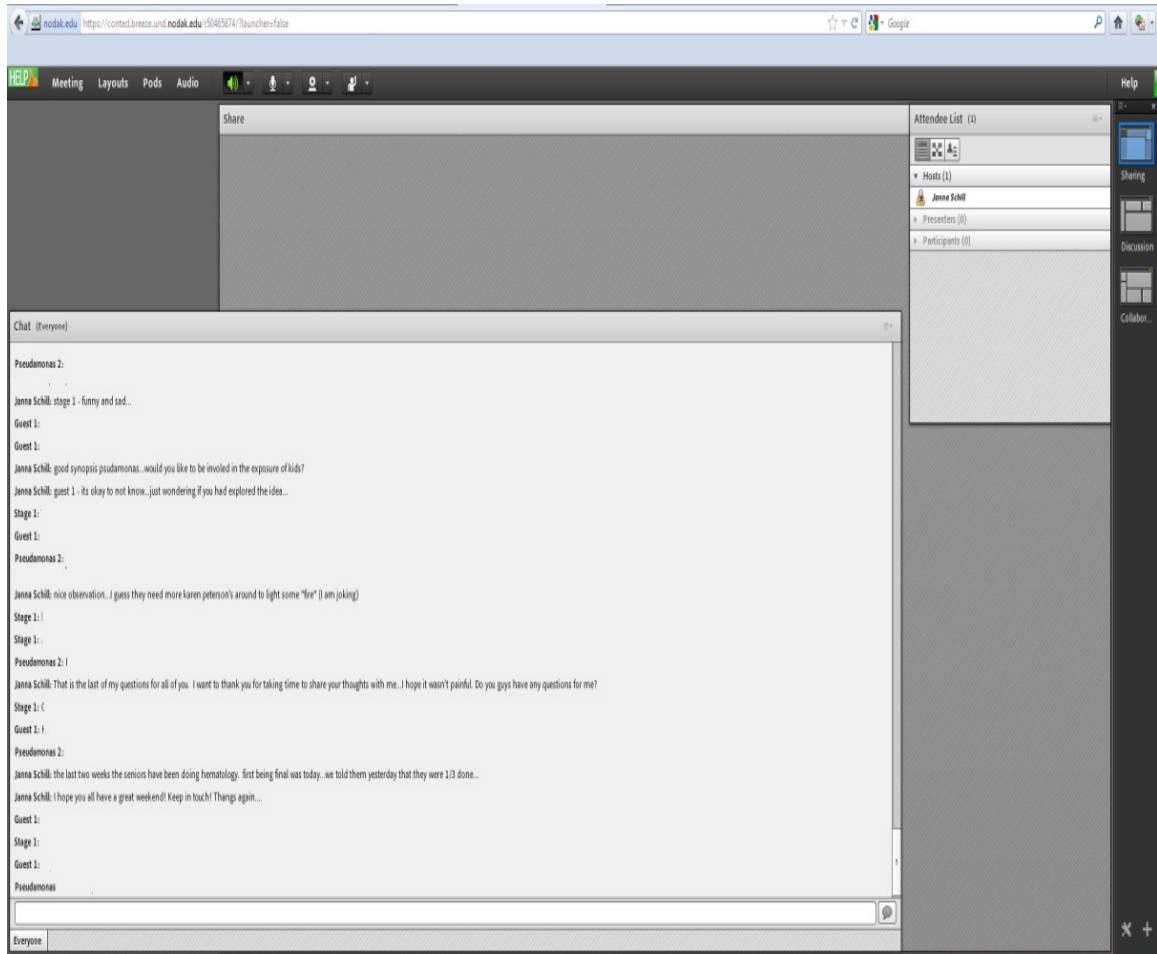 nodak.edu https://conted.breeze.und.nodak.edu/r50465874/?launcher=false
Google
HELP Meeting Layouts Pods Audio Help
Share
Attendee List (1)
Hosts (1)
Janna Schill
Presenters (0)
Participants (0)
Sharing
Discussion
Collabor...
Chat (Everyone)
Pseudamonas 2:
Janna Schill: stage 1 - funny and sad...
Guest 1:
Guest 1:
Janna Schill: good synopsis psudamonas...would you like to be involed in the exposure of kids?
Janna Schill: guest 1 - its okay to not know...just wondering if you had explored the idea...
Stage 1:
Guest 1:
Pseudamonas 2:
Janna Schill: nice observation...I guess they need more karen peterson's around to light some "fire" (I am joking)
Stage 1:
Stage 1:
Pseudamonas 2:
Janna Schill: That is the last of my questions for all of you. I want to thank you for taking time to share your thoughts with me...I hope it wasn't painful. Do you guys have any questions for me?
Stage 1:
Guest 1:
Pseudamonas 2:
Janna Schill: the last two weeks the seniors have been doing hematology. first being final was today...we told them yesterday that they were 1/3 done...
Janna Schill: I hope you all have a great weekend! Keep in touch! Thangs again....
Guest 1:
Stage 1:
Guest 1:
Pseudamonas
Everyone